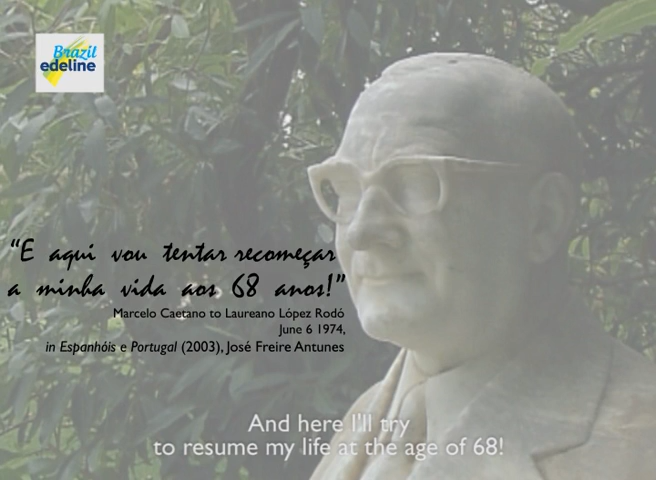 Brazil
edeline
“E aqui vou tentar recomeçar
a minha vida aos 68 anos!”
Marcelo Caetano to Laureano López Rodó
June 6 1974,
in Espanhóis e Portugal (2003), José Freire Antunes
And here I'll try
to resume my life at the age of 68!